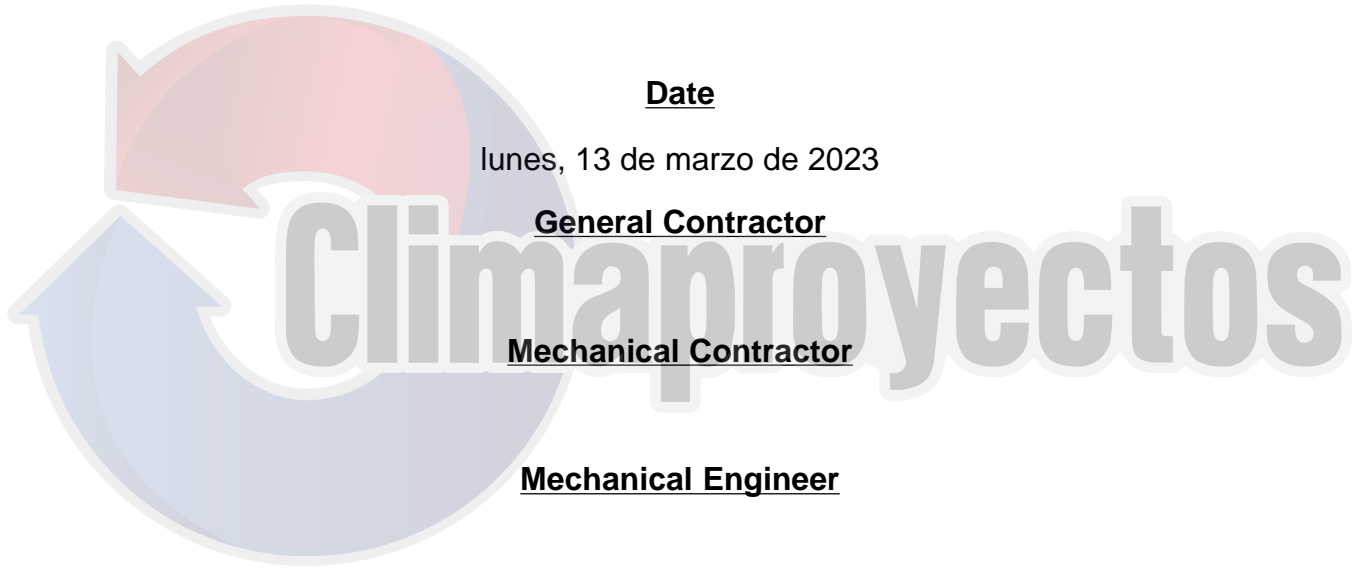 Date
lunes, 13 de marzo de 2023
General Contractor
Climaproyectos
Mechanical Contractor
Mechanical Engineer